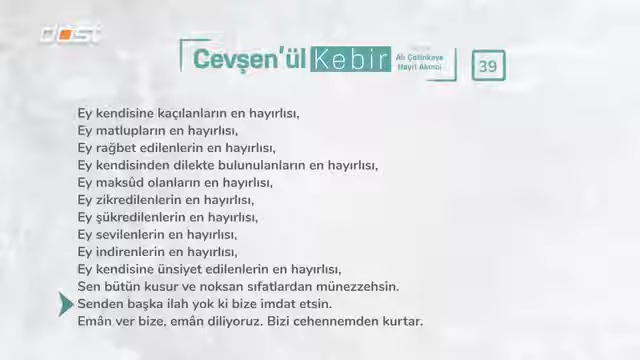 dost
Cevşen'ül Kebir
Ali Çetinkaya
Hayri Akıncı
39
Ey kendisine kaçılanların en hayırlısı,
Ey matlupların en hayırlısı,
Ey rağbet edilenlerin en hayırlısı,
Ey kendisinden dilekte bulunulanların en hayırlısı,
Ey maksûd olanların en hayırlısı,
Ey zikredilenlerin en hayırlısı,
Ey şükredilenlerin en hayırlısı,
Ey sevilenlerin en hayırlısı,
Ey indirenlerin en hayırlısı,
Ey kendisine ünsiyet edilenlerin en hayırlısı,
Sen bütün kusur ve noksan sıfatlardan münezzehsin.
Senden başka ilah yok ki bize imdat etsin.
Emân ver bize, emân diliyoruz. Bizi cehennemden kurtar.